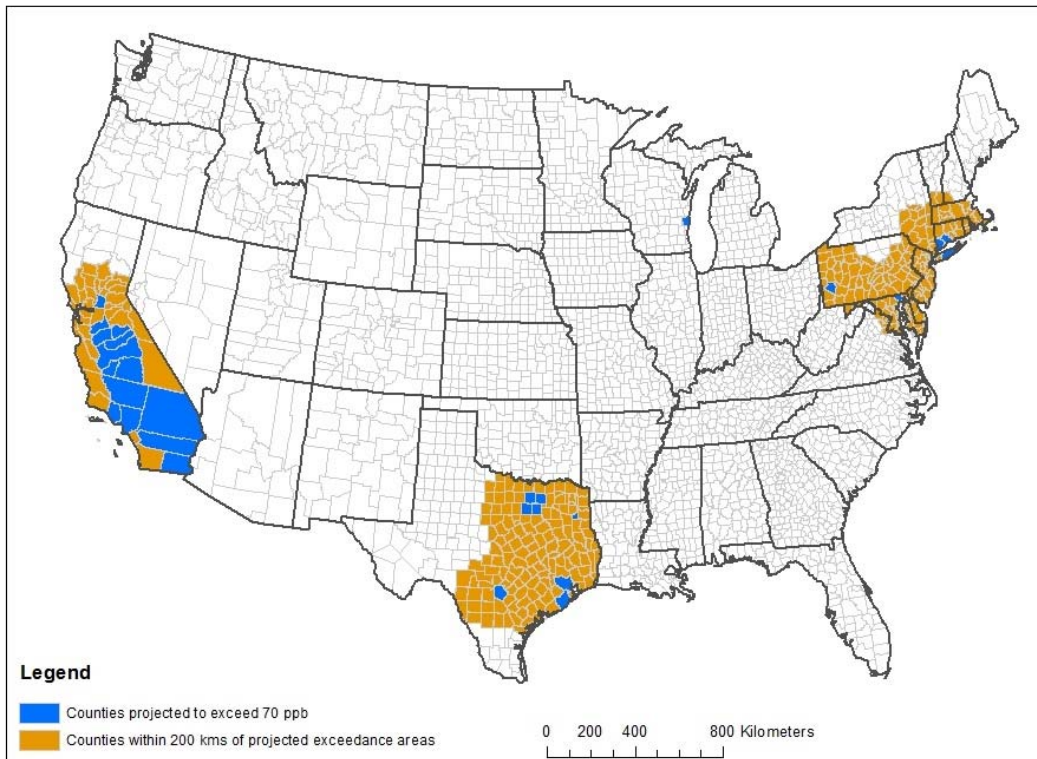 Legend
Counties projected to exceed 70 ppb
Counties within 200 kms of projected exceedance areas
0 200 400 800 Kilometers